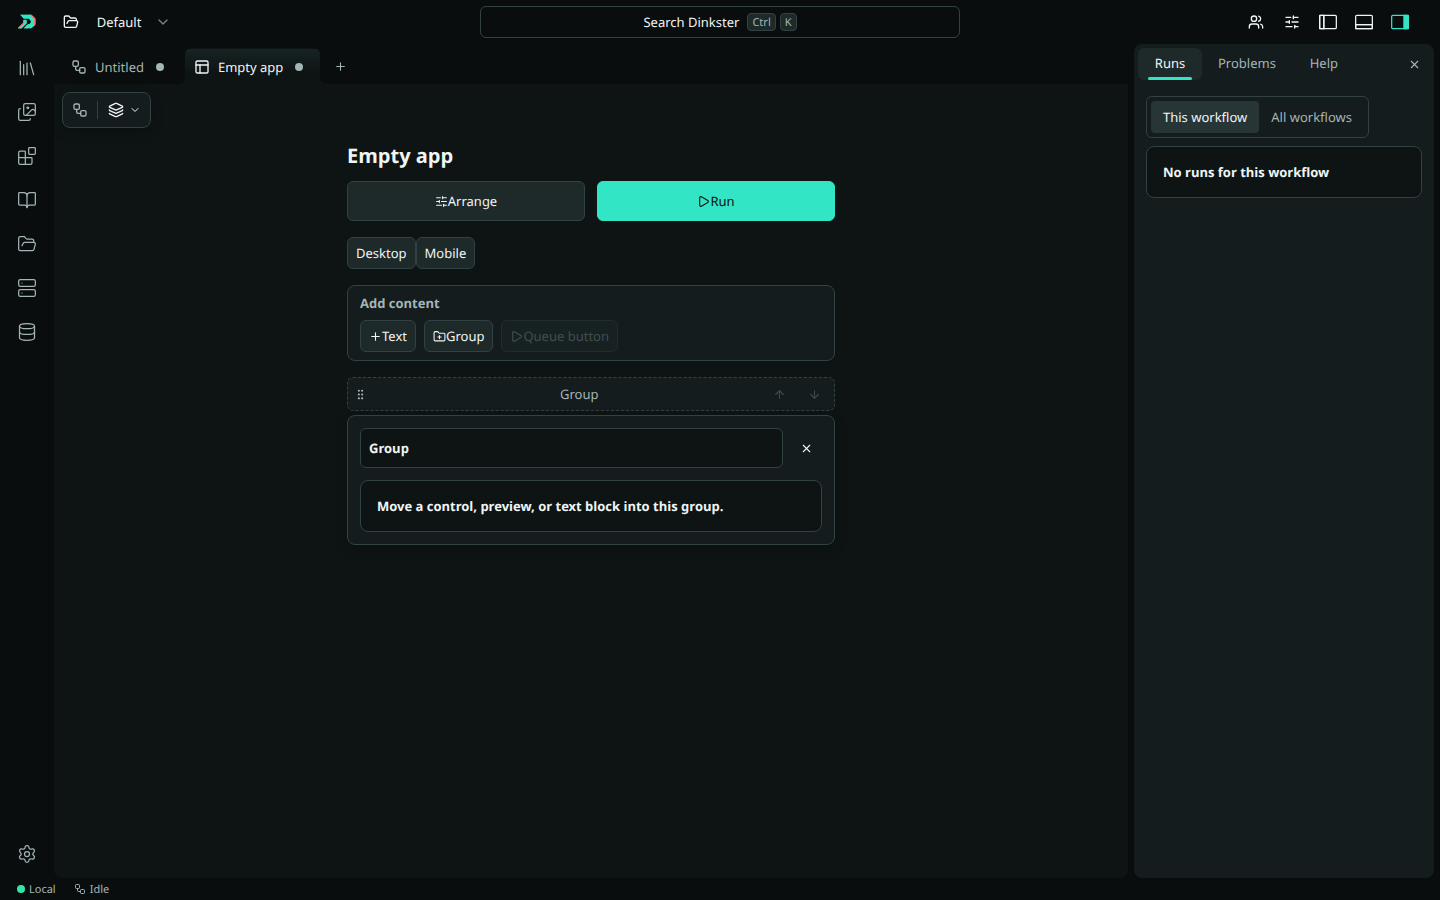 Default
Search Dinkster Ctrl K
Untitled
Empty app
Runs
Problems
Help
This workflow
All workflows
No runs for this workflow
Empty app
Arrange
Run
Desktop
Mobile
Add content
Text
Group
Queue button
Group
Group
Move a control, preview, or text block into this group.
Local
Idle